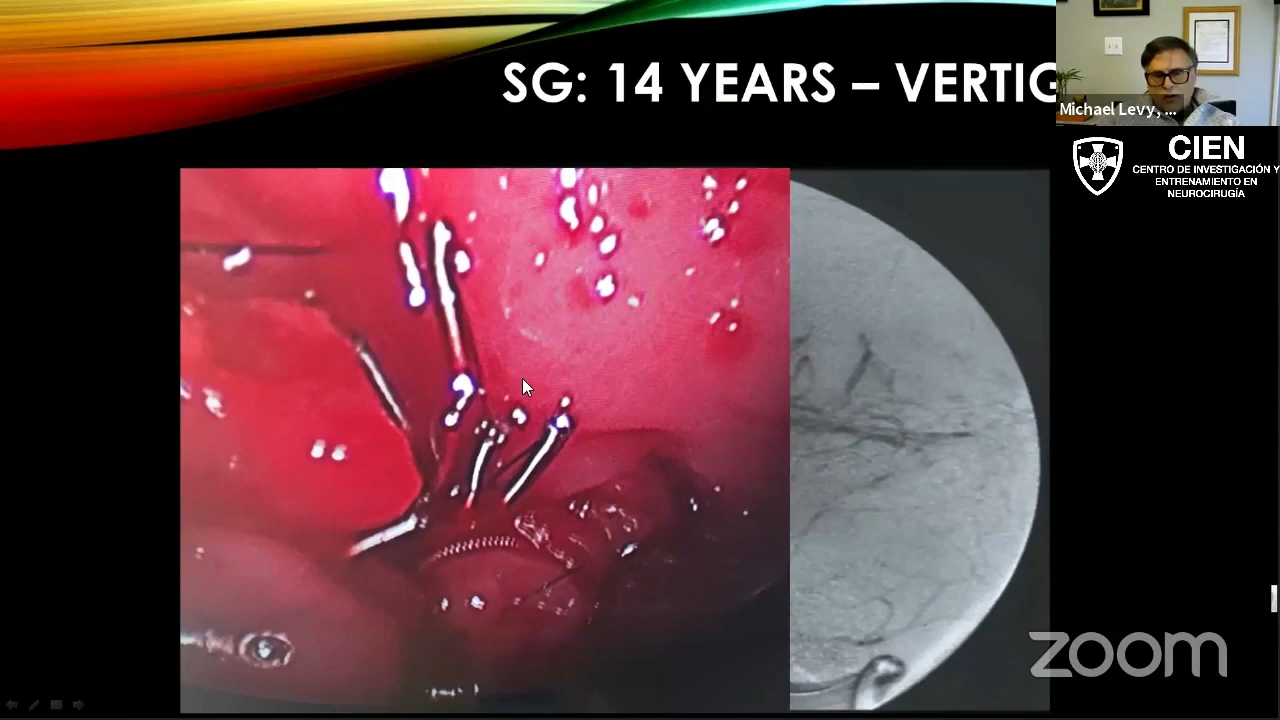 SG: 14 YEARS – VERTIG
Michael Levy, ...
CIEN
CENTRO DE INVESTIGACIÓN Y
ENTRENAMIENTO EN
NEUROCIRUGÍA
zoom